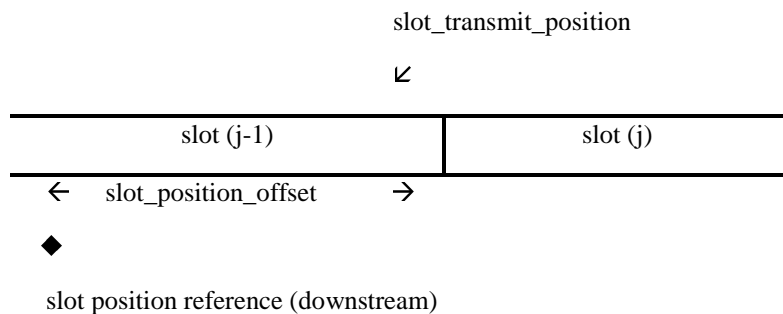 slot_transmit_position
slot (j-1) slot (j)
slot_position_offset
slot position reference (downstream)